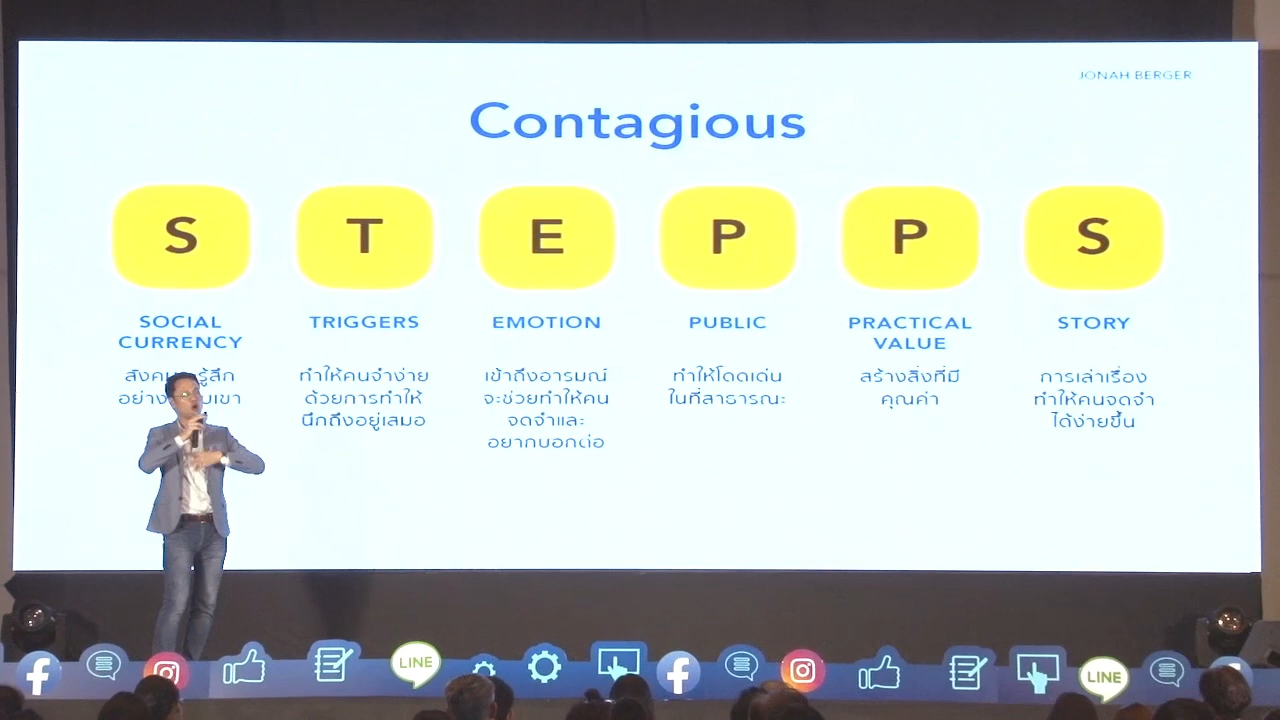 JONAH BERGER
Contagious
S T E P P S
SOCIAL
CURRENCY
รู้สึก
อย่าง
TRIGGERS
ทำให้คนจำง่าย
ด้วยการทำให้
นึกถึงอยู่เสมอ
EMOTION
เข้าถึงอารมณ์
จะช่วยทำให้คน
จดจำและ
อยากบอกต่อ
PUBLIC
ทำให้โดดเด่น
ในที่สาธารณะ
PRACTICAL
VALUE
สร้างสิ่งที่มี
คุณค่า
STORY
การเล่าเรื่อง
ทำให้คนจดจำ
ได้ง่ายขึ้น
LINE
LINE